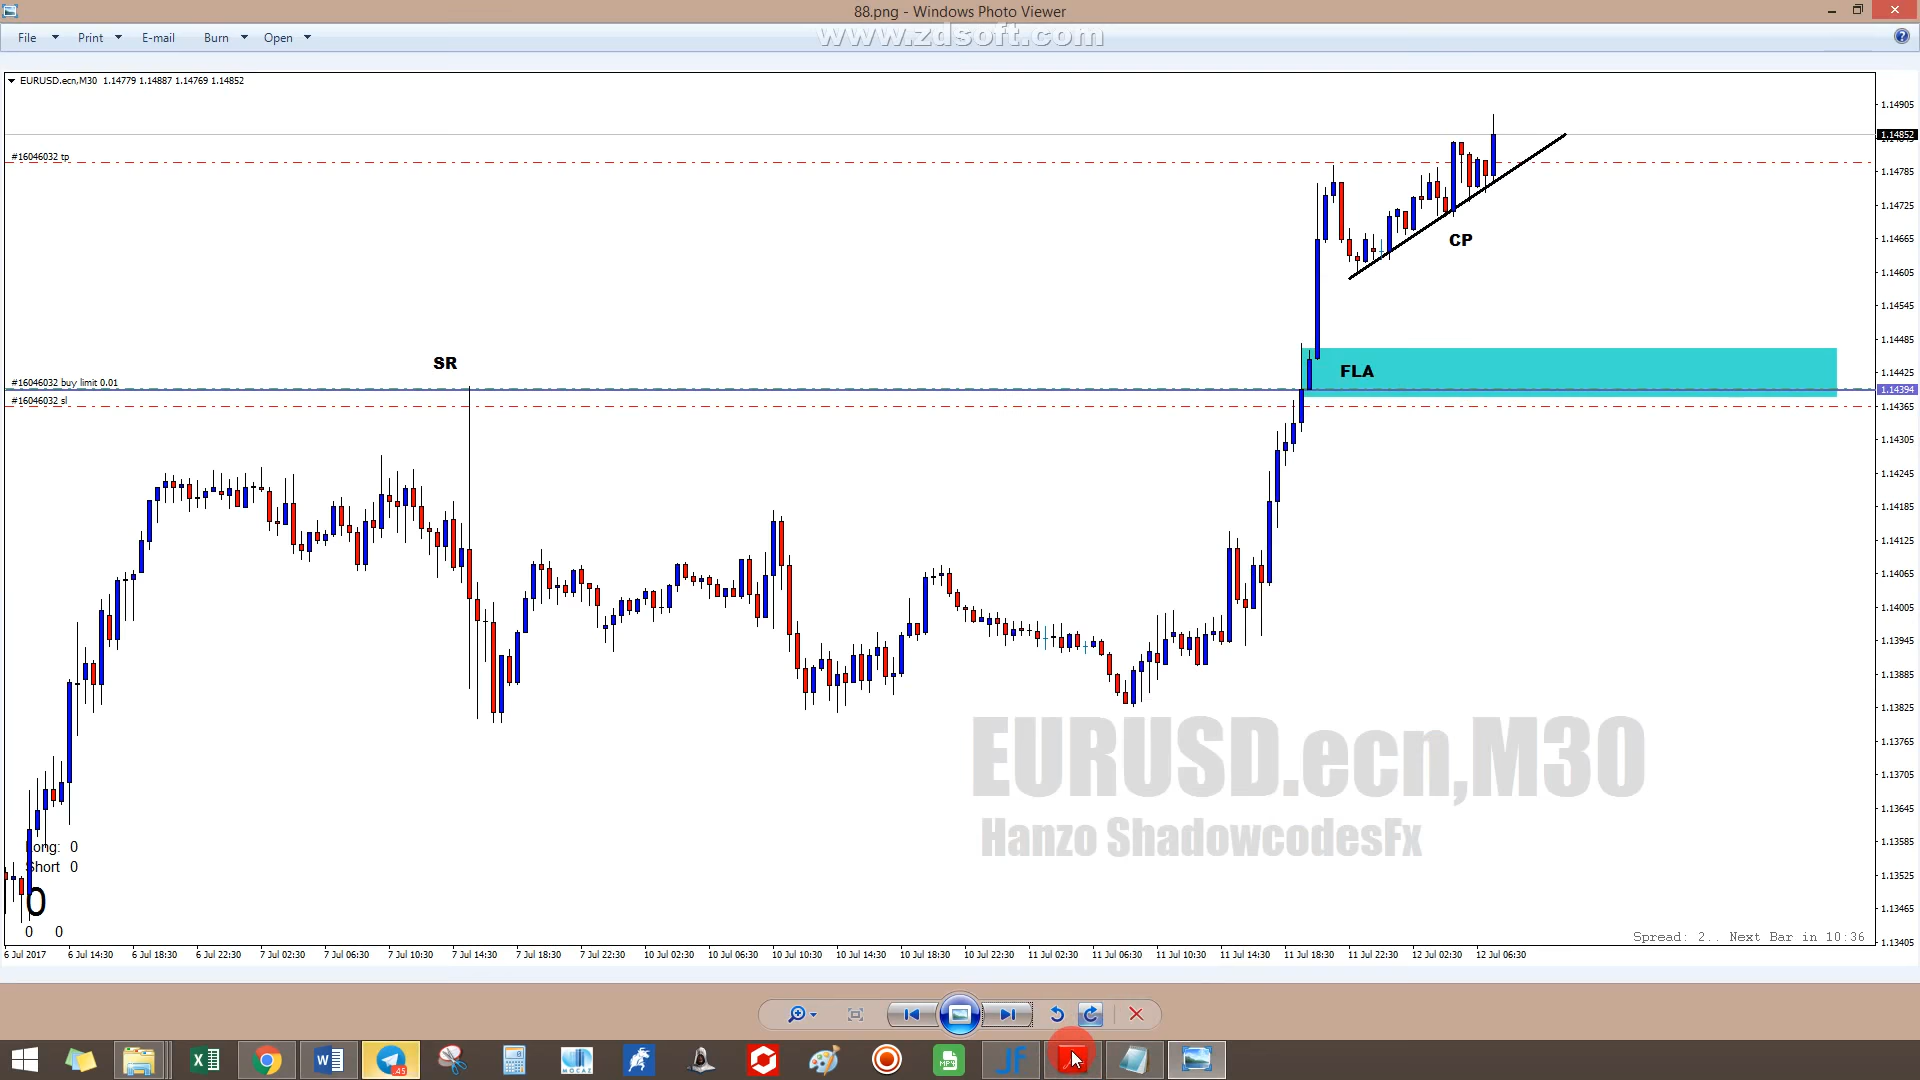 88.png - Windows Photo Viewer
File Print E-mail Burn Open
www.zdsoft.com
EURUSD.ecn,M30 1.14779 1.14887 1.14769 1.14852
1.14905
1.14852
#16046032 tp
1.14785
1.14725
CP
1.14665
1.14605
1.14545
1.14485
SR
FLA
1.14425
#16046032 buy limit 0.01
1.14394
#16046032 sl
1.14365
1.14305
1.14245
1.14185
1.14125
1.14065
1.14005
1.13945
1.13885
1.13825
EURUSD.ecn,M30
1.13765
1.13705
1.13645
Hanzo ShadowcodesFx
Long: 0
1.13585
Short 0
1.13525
0
1.13465
0 0
Spread: 2.. Next Bar in 10:36
1.13405
6 Jul 2017 6 Jul 14:30 6 Jul 18:30 6 Jul 22:30 7 Jul 02:30 7 Jul 06:30 7 Jul 10:30 7 Jul 14:30 7 Jul 18:30 7 Jul 22:30 10 Jul 02:30 10 Jul 06:30 10 Jul 10:30 10 Jul 14:30 10 Jul 18:30 10 Jul 22:30 11 Jul 02:30 11 Jul 06:30 11 Jul 10:30 11 Jul 14:30 11 Jul 18:30 11 Jul 22:30 12 Jul 02:30 12 Jul 06:30
MOCAZ
MP4
JF
.45